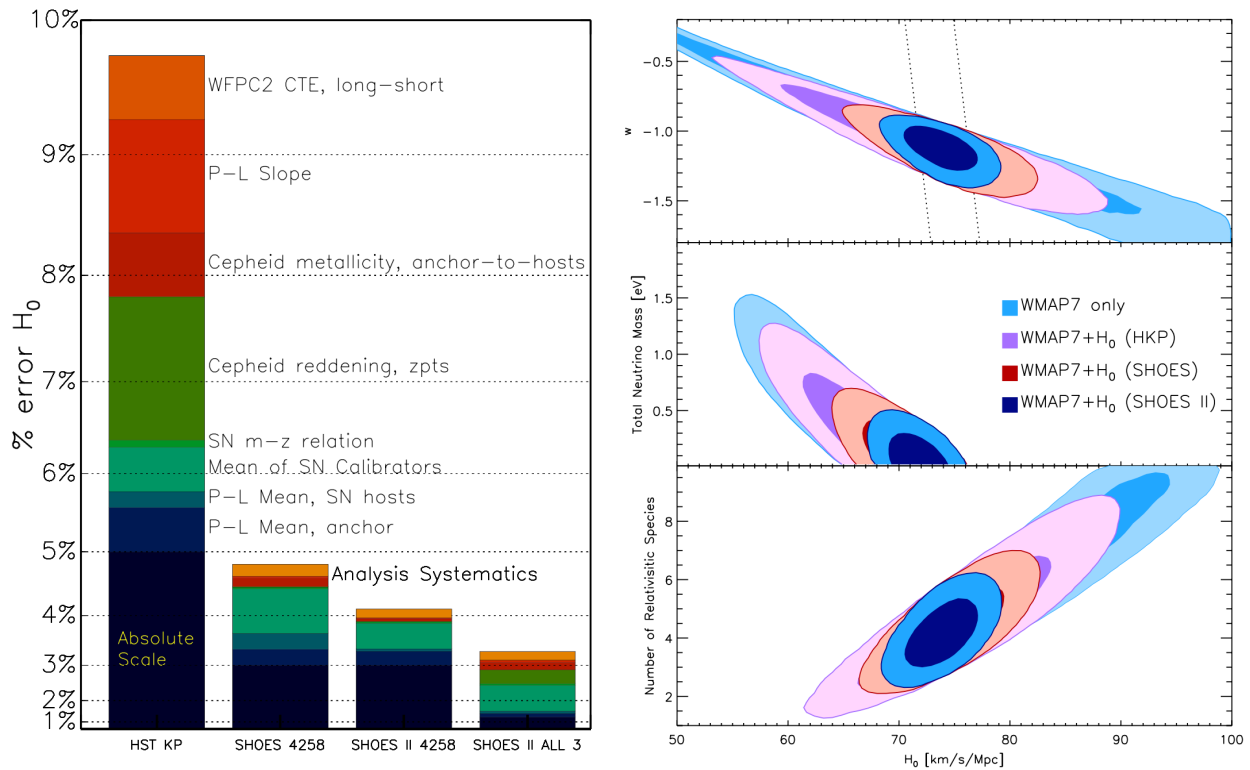 10%
9%
8%
7%
6%
5%
4%
3%
2%
1%
% error H₀
WFPC2 CTE, long-short
P-L Slope
Cepheid metallicity, anchor-to-hosts
Cepheid reddening, zpts
SN m-z relation
Mean of SN Calibrators
P-L Mean, SN hosts
P-L Mean, anchor
Analysis Systematics
Absolute
Scale
HST KP
SHOES 4258
SHOES II 4258
SHOES II ALL 3
w
-0.5
-1.0
-1.5
Total Neutrino Mass [eV]
1.5
1.0
0.5
WMAP7 only
WMAP7+H₀ (HKP)
WMAP7+H₀ (SHOES)
WMAP7+H₀ (SHOES II)
Number of Relativisitic Species
8
6
4
2
50
60
70
80
90
100
H₀ [km/s/Mpc]